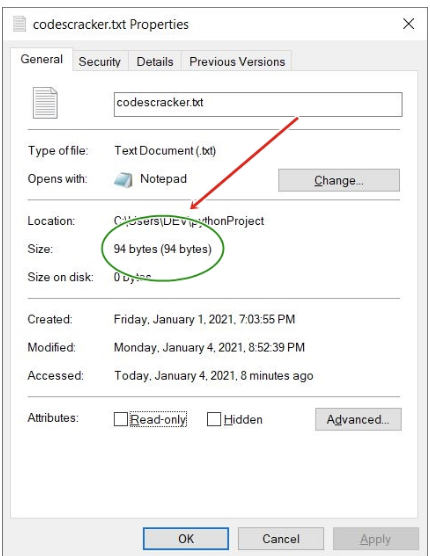 codescracker.txt Properties
General Security Details Previous Versions
codescracker.txt
Type of file: Text Document (.txt)
Opens with: Notepad Change...
Location: C:\Users\DEV\pythonProject
Size: 94 bytes (94 bytes)
Size on disk: 0 bytes
Created: Friday, January 1, 2021, 7:03:55 PM
Modified: Monday, January 4, 2021, 8:52:39 PM
Accessed: Today, January 4, 2021, 8 minutes ago
Attributes: Read-only Hidden Advanced...
OK Cancel Apply